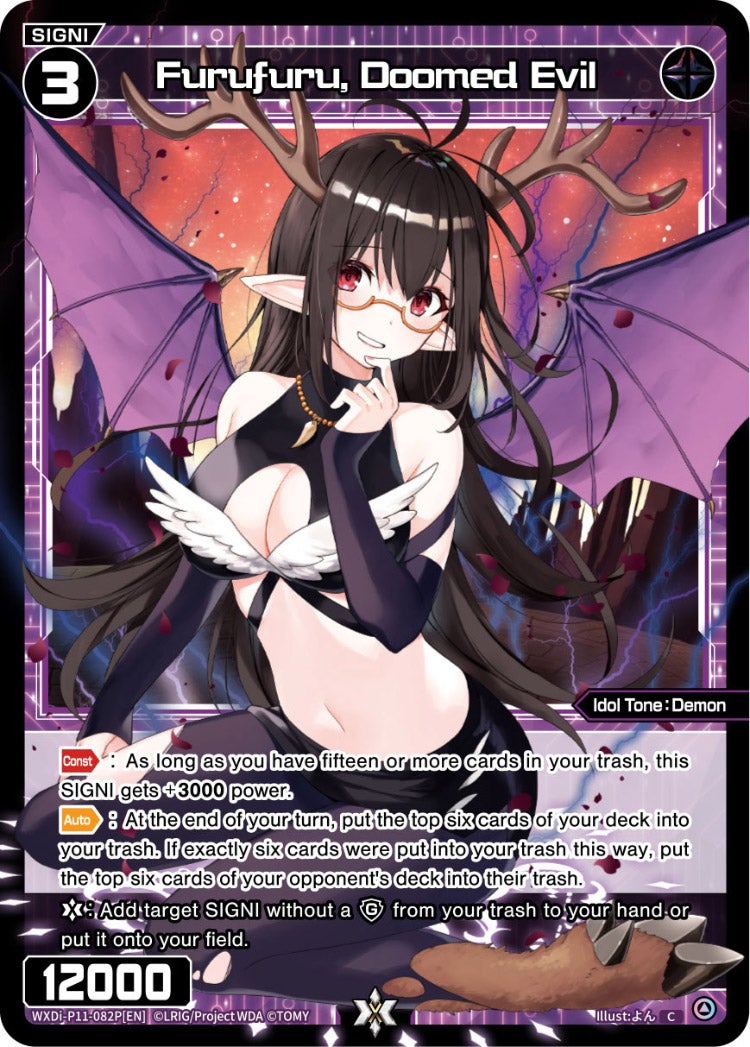 SIGNI
3
Furufuru, Doomed Evil
Idol Tone：Demon
Const : As long as you have fifteen or more cards in your trash, this
SIGNI gets +3000 power.
Auto : At the end of your turn, put the top six cards of your deck into
your trash. If exactly six cards were put into your trash this way, put
the top six cards of your opponent's deck into their trash.
: Add target SIGNI without a G from your trash to your hand or
put it onto your field.
12000
WXDi-P11-082P[EN] ©LRIG/Project WDA ©TOMY
Illust:よん C